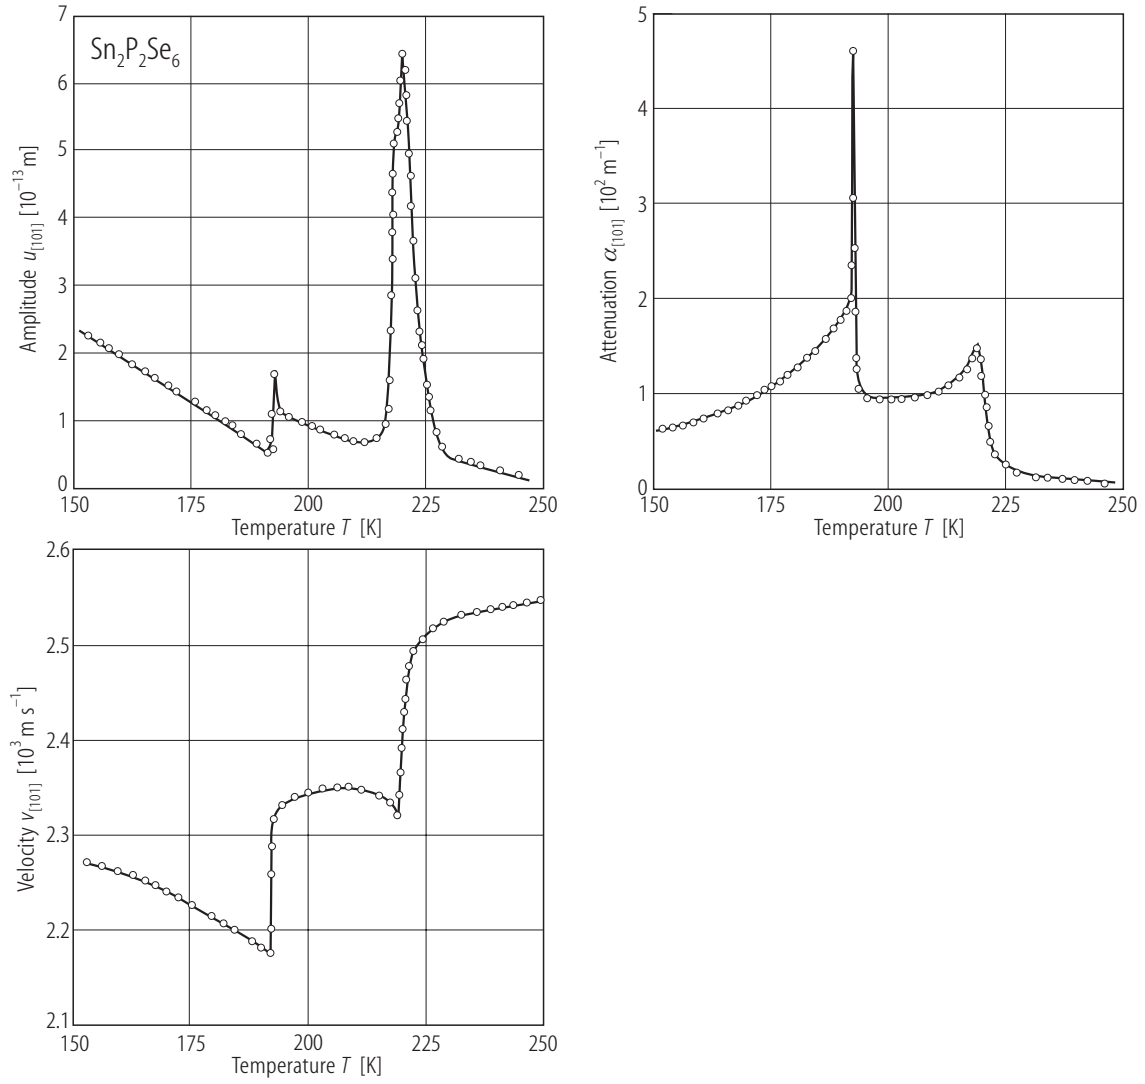 Sn₂P₂Se₆
Amplitude u[101] [10⁻¹³ m]
7
6
5
4
3
2
1
0
150 175 200 225 250
Temperature T [K]
Attenuation α[101] [10² m⁻¹]
5
4
3
2
1
0
150 175 200 225 250
Temperature T [K]
Velocity v[101] [10³ m s⁻¹]
2.6
2.5
2.4
2.3
2.2
2.1
150 175 200 225 250
Temperature T [K]